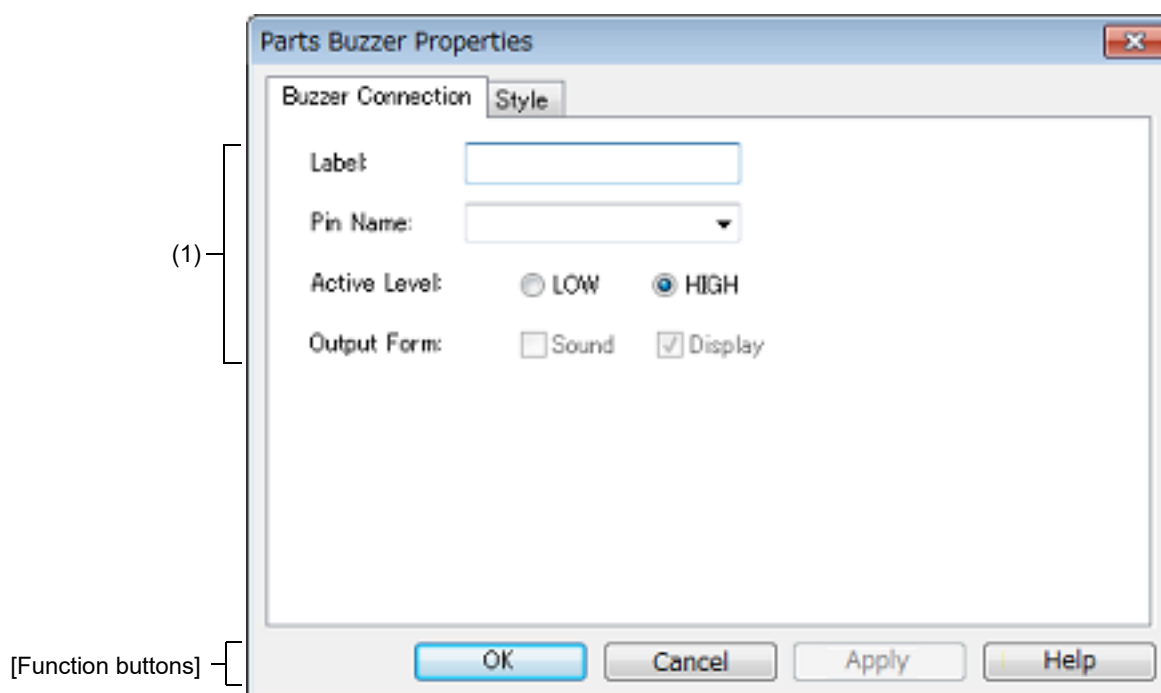 Parts Buzzer Properties
Buzzer Connection Style
Label:
Pin Name:
(1)
Active Level: LOW HIGH
Output Form: Sound Display
[Function buttons] OK Cancel Apply Help